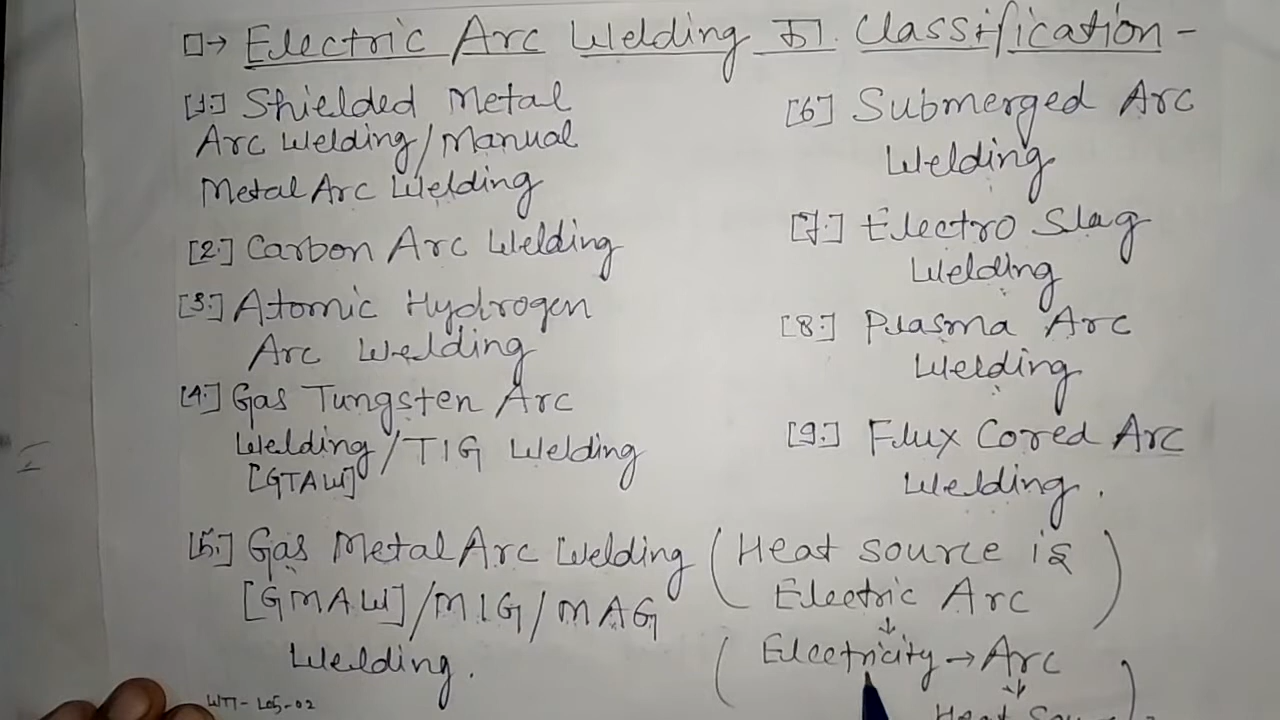 □→ Electric Arc Welding का Classification -
[1.] Shielded Metal
Arc Welding/Manual
Metal Arc Welding
[2.] Carbon Arc Welding
[3.] Atomic Hydrogen
Arc Welding
[4.] Gas Tungsten Arc
Welding/TIG Welding
[GTAW]
[5.] Gas Metal Arc Welding
[GMAW]/MIG/MAG
Welding.
WTT-L05-02
[6] Submerged Arc
Welding
[7.] Electro Slag
Welding
[8.] Plasma Arc
Welding
[9.] Flux Cored Arc
Welding.
(Heat source is
Electric Arc)
↓
(Electricity → Arc
↓
Heat